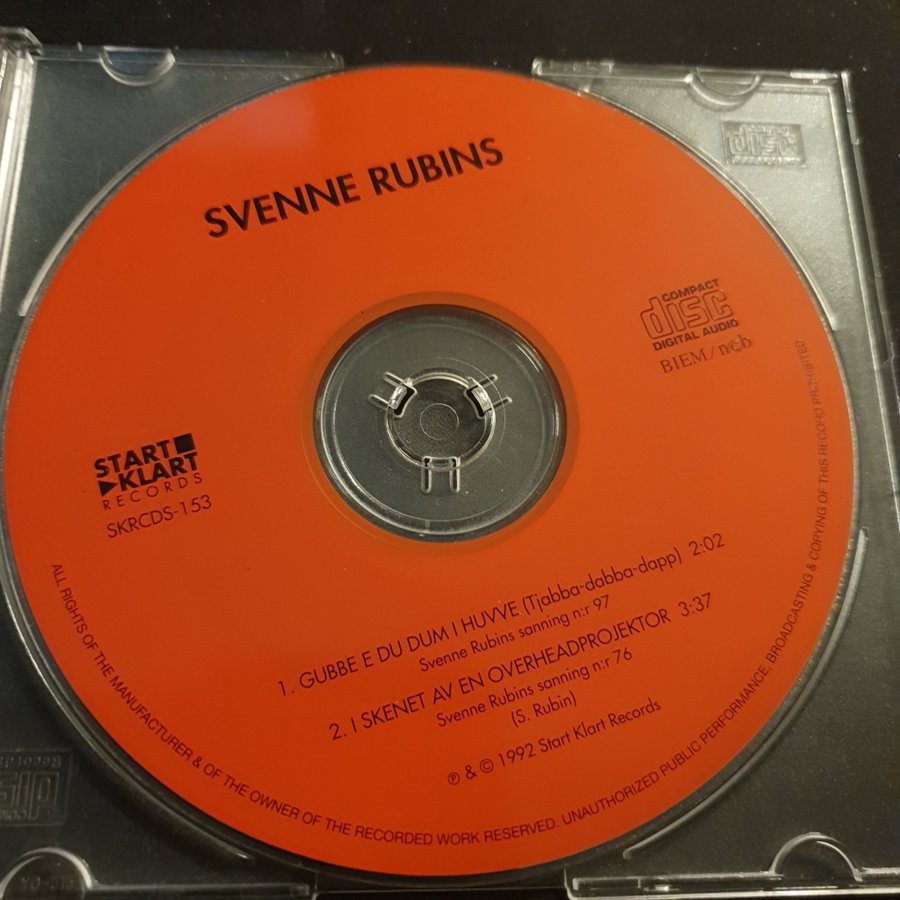 SVENNE RUBINS
COMPACT
disc
DIGITAL AUDIO
BIEM/ncb
START
KLART
RECORDS
SKRCDS-153
1. GUBBE E DU DUM I HUVVE (Tjabba-dabba-dapp) 2:02
Svenne Rubins sanning n:r 97
2. I SKENET AV EN OVERHEADPROJEKTOR 3:37
Svenne Rubins sanning n:r 76
(S. Rubin)
℗ & © 1992 Start Klart Records
ALL RIGHTS OF THE MANUFACTURER & OF THE OWNER OF THE RECORDED WORK RESERVED. UNAUTHORIZED PUBLIC PERFORMANCE, BROADCASTING & COPYING OF THIS RECORD PROHIBITED
disc
disc